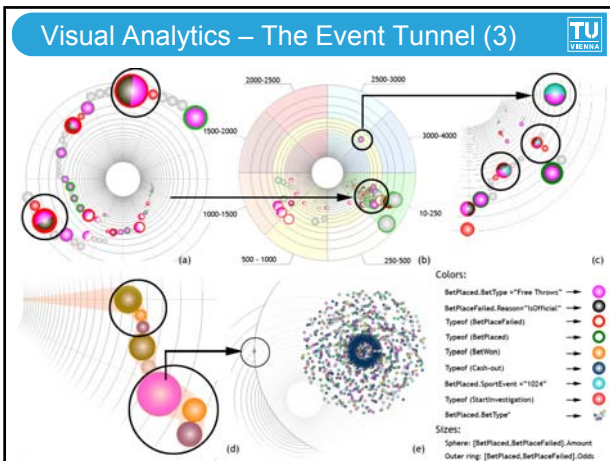 Visual Analytics – The Event Tunnel (3)
TU
VIENNA
2000-2500
2500-3000
1500-2000
3000-4000
1000-1500
10-250
500 - 1000
250-500
(a)
(b)
(c)
(d)
(e)
Colors:
BetPlaced.BetType ="Free Throws"
BetPlaceFailed.Reason="IsOfficial"
Typeof (BetPlaceFailed)
Typeof (BetPlaced)
Typeof (BetWon)
Typeof (Cash-out)
BetPlaced.SportEvent ="1024"
Typeof (StartInvestigation)
BetPlaced.BetType*
Sizes:
Sphere: [BetPlaced,BetPlaceFailed].Amount
Outer ring: [BetPlaced,BetPlaceFailed].Odds